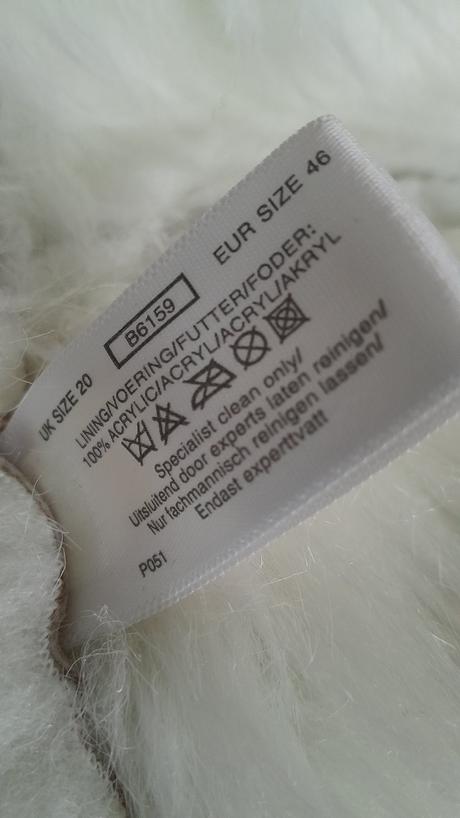 UK SIZE 20
B6159
EUR SIZE 46
LINING/VOERING/FUTTER/FODER:
100% ACRYLIC/ACRYL/ACRYL/AKRYL
Specialist clean only/
Uitsluitend door experts laten reinigen/
Nur fachmannisch reinigen lassen/
Endast experttvatt
P051